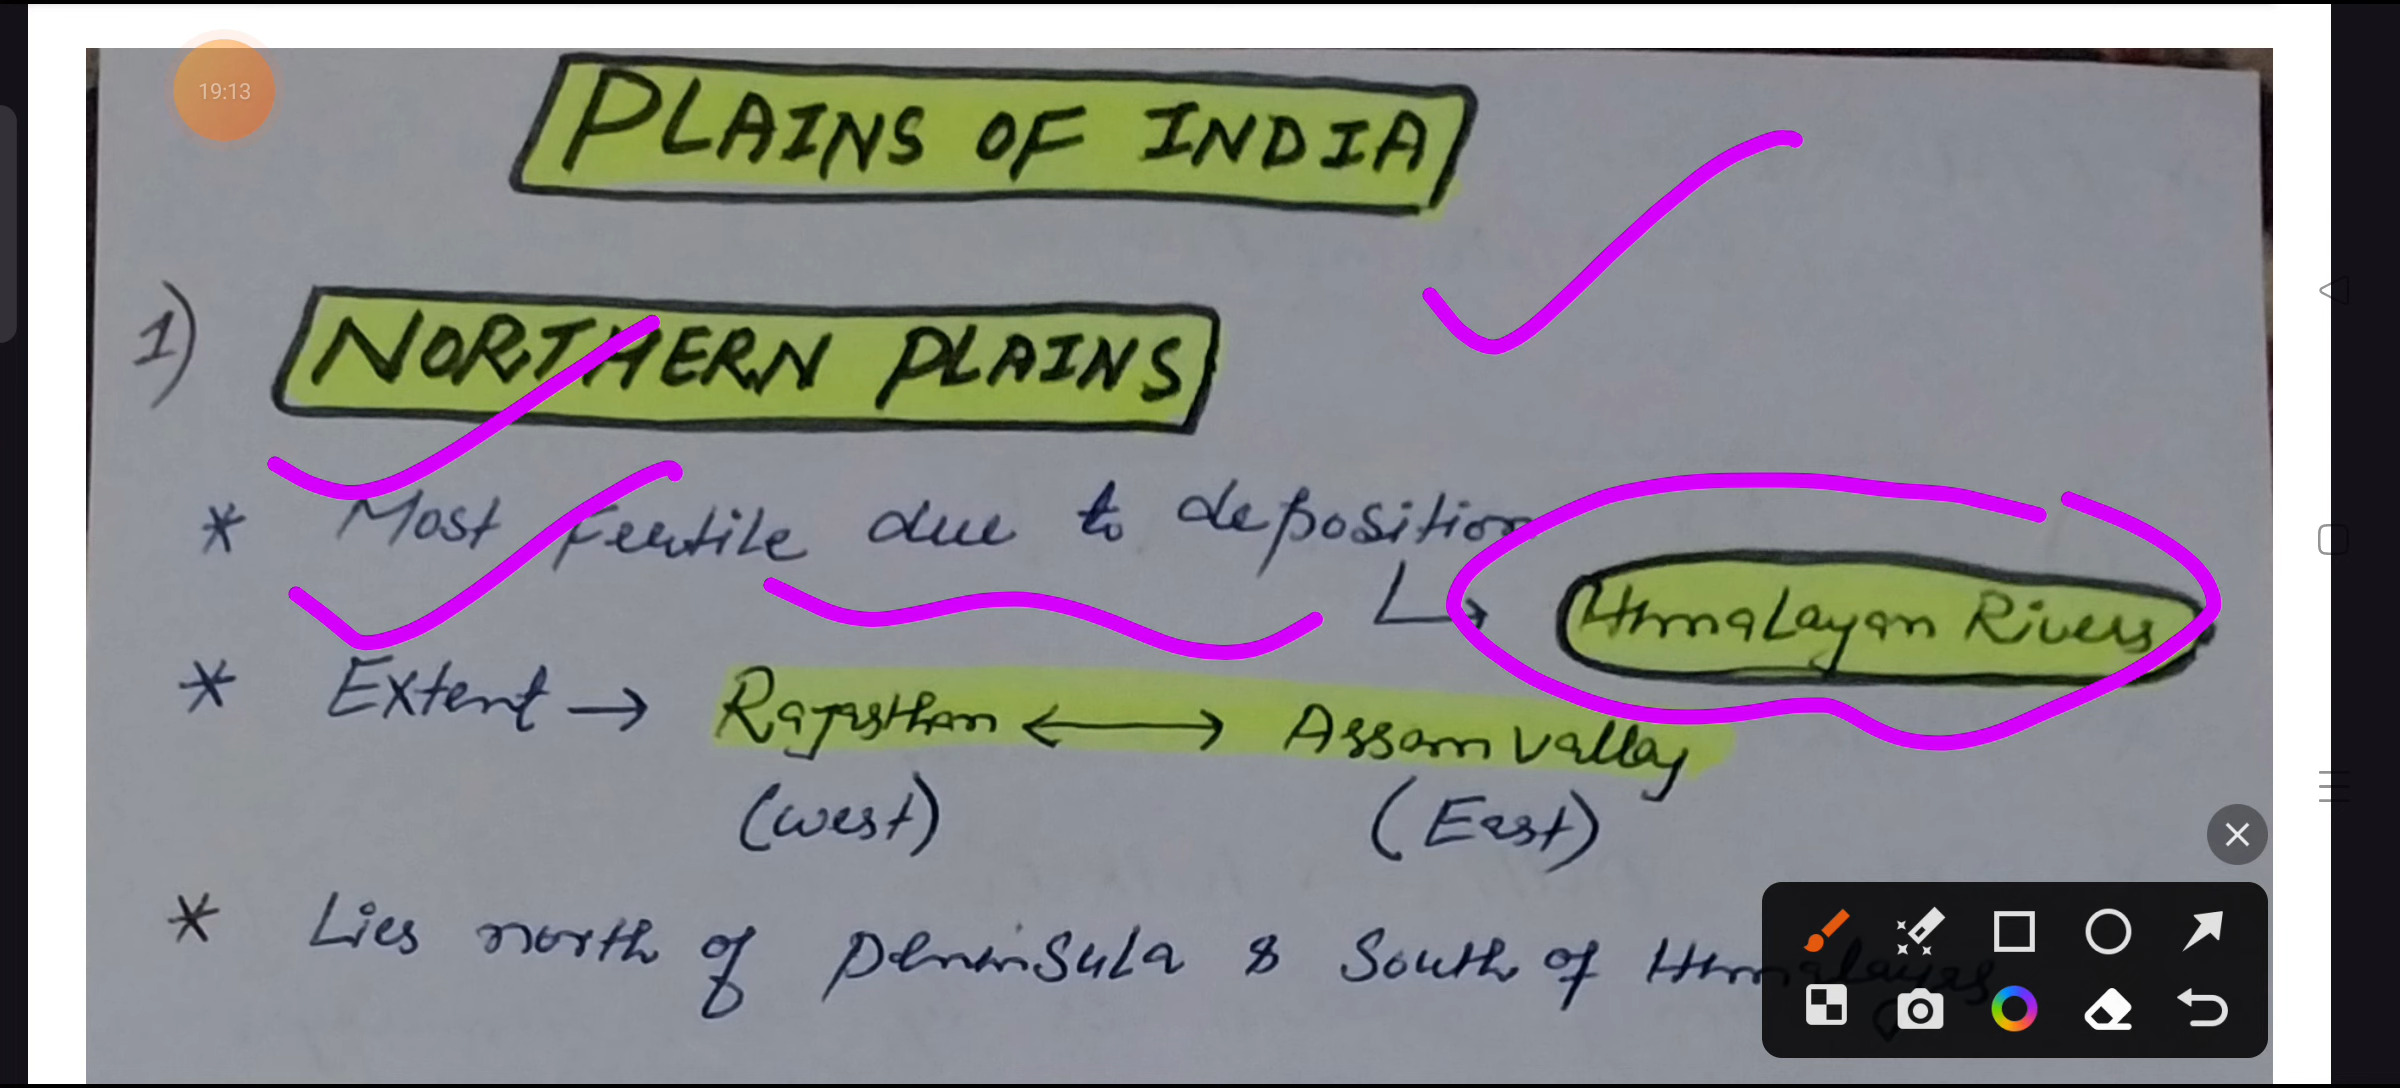 19:13
PLAINS OF INDIA
1) NORTHERN PLAINS
* Most Fertile due to deposition
↳ Himalayan Rivers
* Extent → Rajasthan ↔ Assam Valley
(west) (East)
* Lies north of peninsula & South of Himalayas